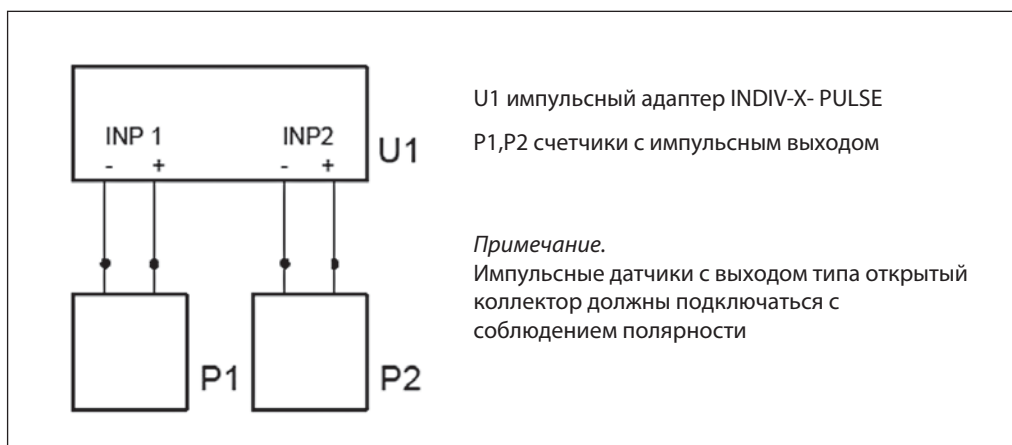 INP 1
INP2
- +
- +
U1
P1
P2
U1 импульсный адаптер INDIV-X- PULSE
P1,P2 счетчики с импульсным выходом
Примечание.
Импульсные датчики с выходом типа открытый
коллектор должны подключаться с
соблюдением полярности